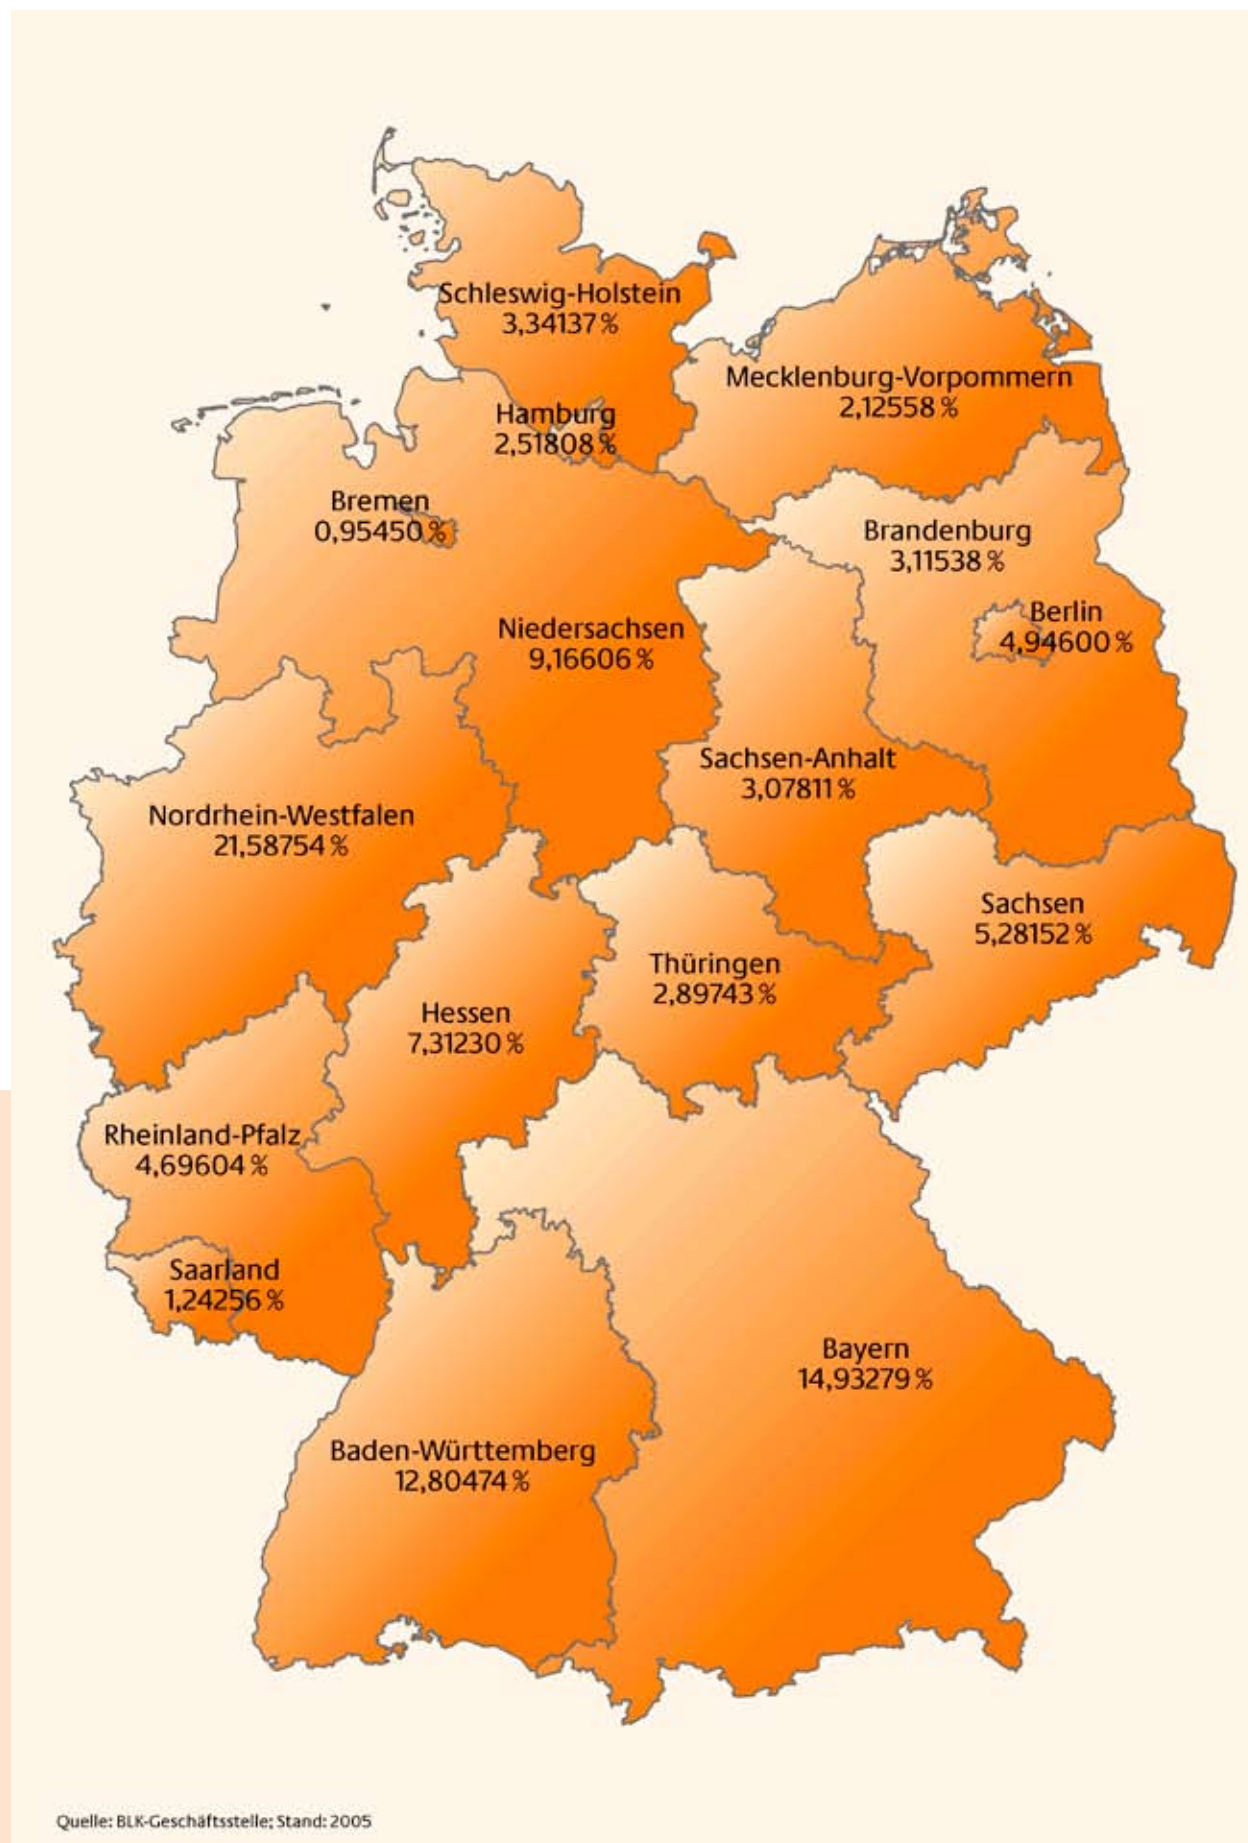 Schleswig-Holstein
3,34137 %
Mecklenburg-Vorpommern
2,12558 %
Hamburg
2,51808 %
Bremen
0,95450 %
Brandenburg
3,11538 %
Berlin
4,94600 %
Niedersachsen
9,16606 %
Sachsen-Anhalt
3,07811 %
Nordrhein-Westfalen
21,58754 %
Sachsen
5,28152 %
Thüringen
2,89743 %
Hessen
7,31230 %
Rheinland-Pfalz
4,69604 %
Saarland
1,24256 %
Bayern
14,93279 %
Baden-Württemberg
12,80474 %
Quelle: BLK-Geschäftsstelle; Stand: 2005